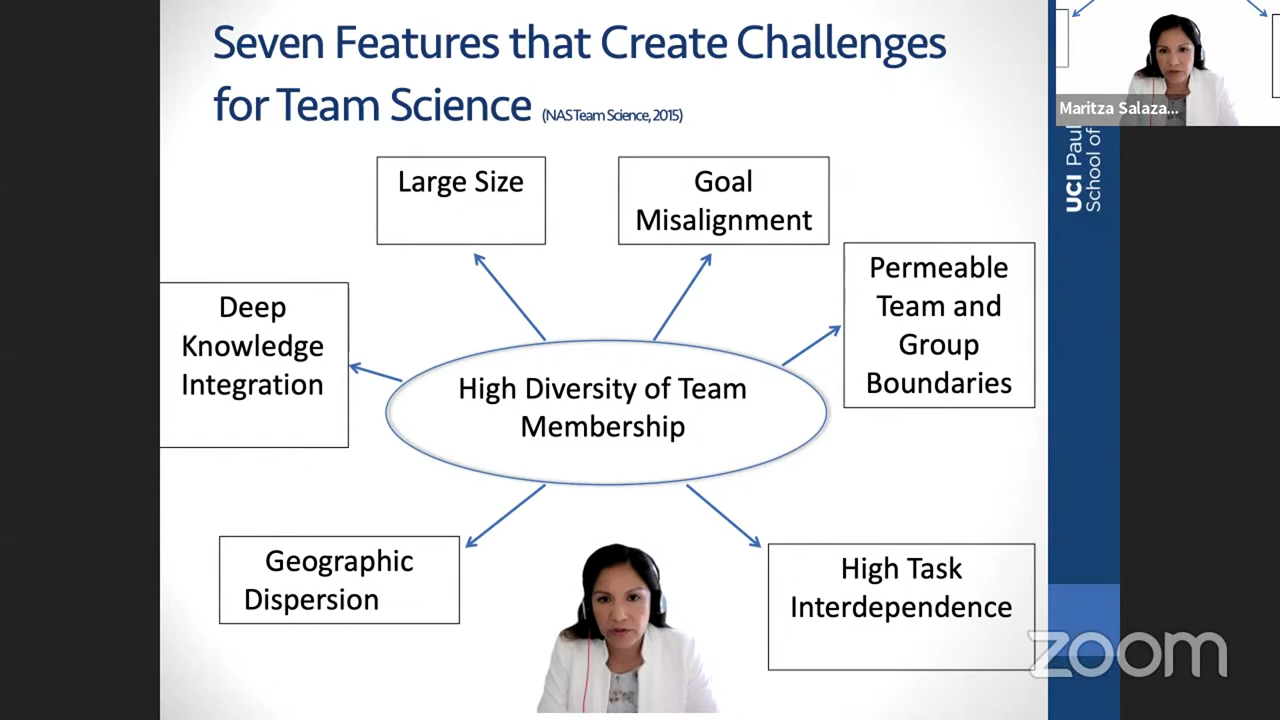 Seven Features that Create Challenges
for Team Science (NAS Team Science, 2015)
Maritza Salaza...
UCI Paul
School of
Large Size
Goal
Misalignment
Permeable
Team and
Group
Boundaries
Deep
Knowledge
Integration
High Diversity of Team
Membership
Geographic
Dispersion
High Task
Interdependence
zoom